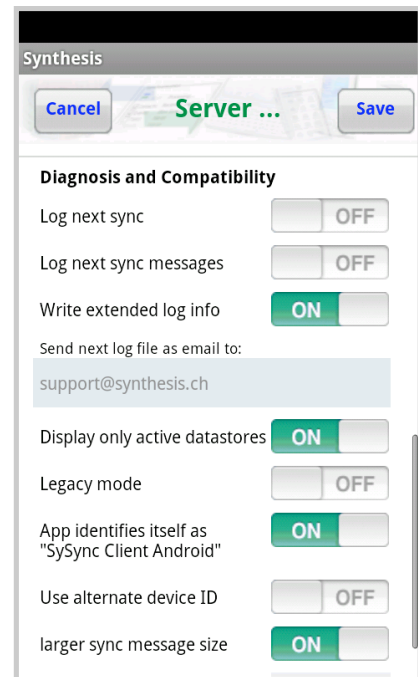 Synthesis
Cancel
Server ...
Save
Diagnosis and Compatibility
Log next sync OFF
Log next sync messages OFF
Write extended log info ON
Send next log file as email to:
support@synthesis.ch
Display only active datastores ON
Legacy mode OFF
App identifies itself as ON
"SySync Client Android"
Use alternate device ID OFF
larger sync message size ON